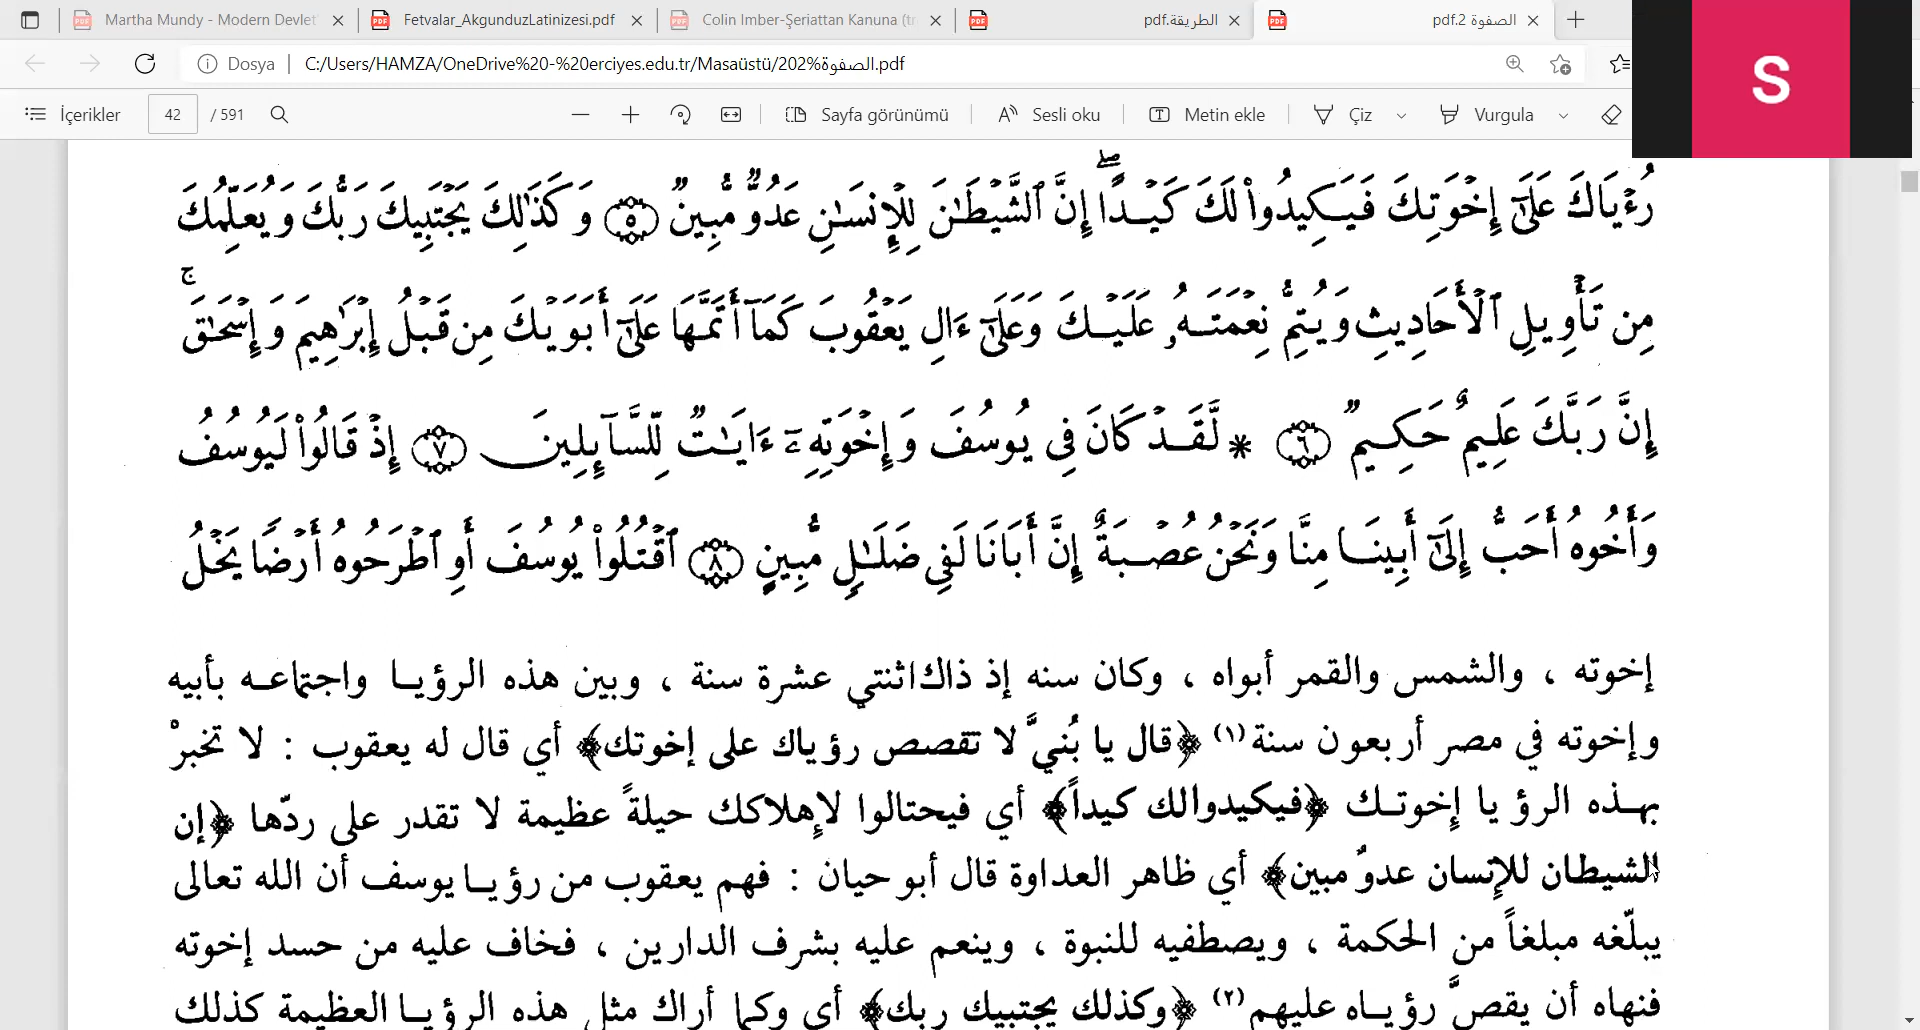 Martha Mundy - Modern Devlet
Fetvalar_AkgunduzLatinizesi.pdf
Colin Imber-Şeriattan Kanuna (tr
الطريقة.pdf
الصفوة 2.pdf
Dosya
C:/Users/HAMZA/OneDrive%20-%20erciyes.edu.tr/Masaüstü/202%الصفوة.pdf
İçerikler
42
/ 591
Sayfa görünümü
Sesli oku
Metin ekle
Çiz
Vurgula
S
رُءْيَاكَ عَلَىٰٓ إِخْوَتِكَ فَيَكِيدُوا۟ لَكَ كَيْدًا ۖ إِنَّ ٱلشَّيْطَـٰنَ لِلْإِنسَـٰنِ عَدُوٌّ مُّبِينٌ ﴿٥﴾ وَكَذَٰلِكَ يَجْتَبِيكَ رَبُّكَ وَيُعَلِّمُكَ
مِن تَأْوِيلِ ٱلْأَحَادِيثِ وَيُتِمُّ نِعْمَتَهُۥ عَلَيْكَ وَعَلَىٰٓ ءَالِ يَعْقُوبَ كَمَآ أَتَمَّهَا عَلَىٰٓ أَبَوَيْكَ مِن قَبْلُ إِبْرَٰهِيمَ وَإِسْحَـٰقَ ۚ
إِنَّ رَبَّكَ عَلِيمٌ حَكِيمٌ ﴿٦﴾ * لَّقَدْ كَانَ فِى يُوسُفَ وَإِخْوَتِهِۦٓ ءَايَـٰتٌ لِّلسَّآئِلِينَ ﴿٧﴾ إِذْ قَالُوا۟ لَيُوسُفُ
وَأَخُوهُ أَحَبُّ إِلَىٰٓ أَبِينَا مِنَّا وَنَحْنُ عُصْبَةٌ إِنَّ أَبَانَا لَفِى ضَلَـٰلٍ مُّبِينٍ ﴿٨﴾ ٱقْتُلُوا۟ يُوسُفَ أَوِ ٱطْرَحُوهُ أَرْضًا يَخْلُ
إخوته ، والشمس والقمر أبواه ، وكان سنه إذ ذاك اثنتي عشرة سنة ، وبين هذه الرؤيا واجتماعه بأبيه
وإخوته في مصر أربعون سنة (١) ﴿قال يا بُنيَّ لا تقصص رؤياك على إخوتك﴾ أي قال له يعقوب : لا تخبرْ
بهذه الرؤيا إخوتك ﴿فيكيدوا لك كيداً﴾ أي فيحتالوا لإهلاكك حيلةً عظيمة لا تقدر على ردّها ﴿إن
الشيطان للإنسان عدوٌ مبين﴾ أي ظاهر العداوة قال أبو حيان : فهم يعقوب من رؤيا يوسف أن الله تعالى
يبلّغه مبلغاً من الحكمة ، ويصطفيه للنبوة ، وينعم عليه بشرف الدارين ، فخاف عليه من حسد إخوته
فنهاه أن يقصَّ رؤياه عليهم (٢) ﴿وكذلك يجتبيك ربك﴾ أي وكما أراك مثل هذه الرؤيا العظيمة كذلك